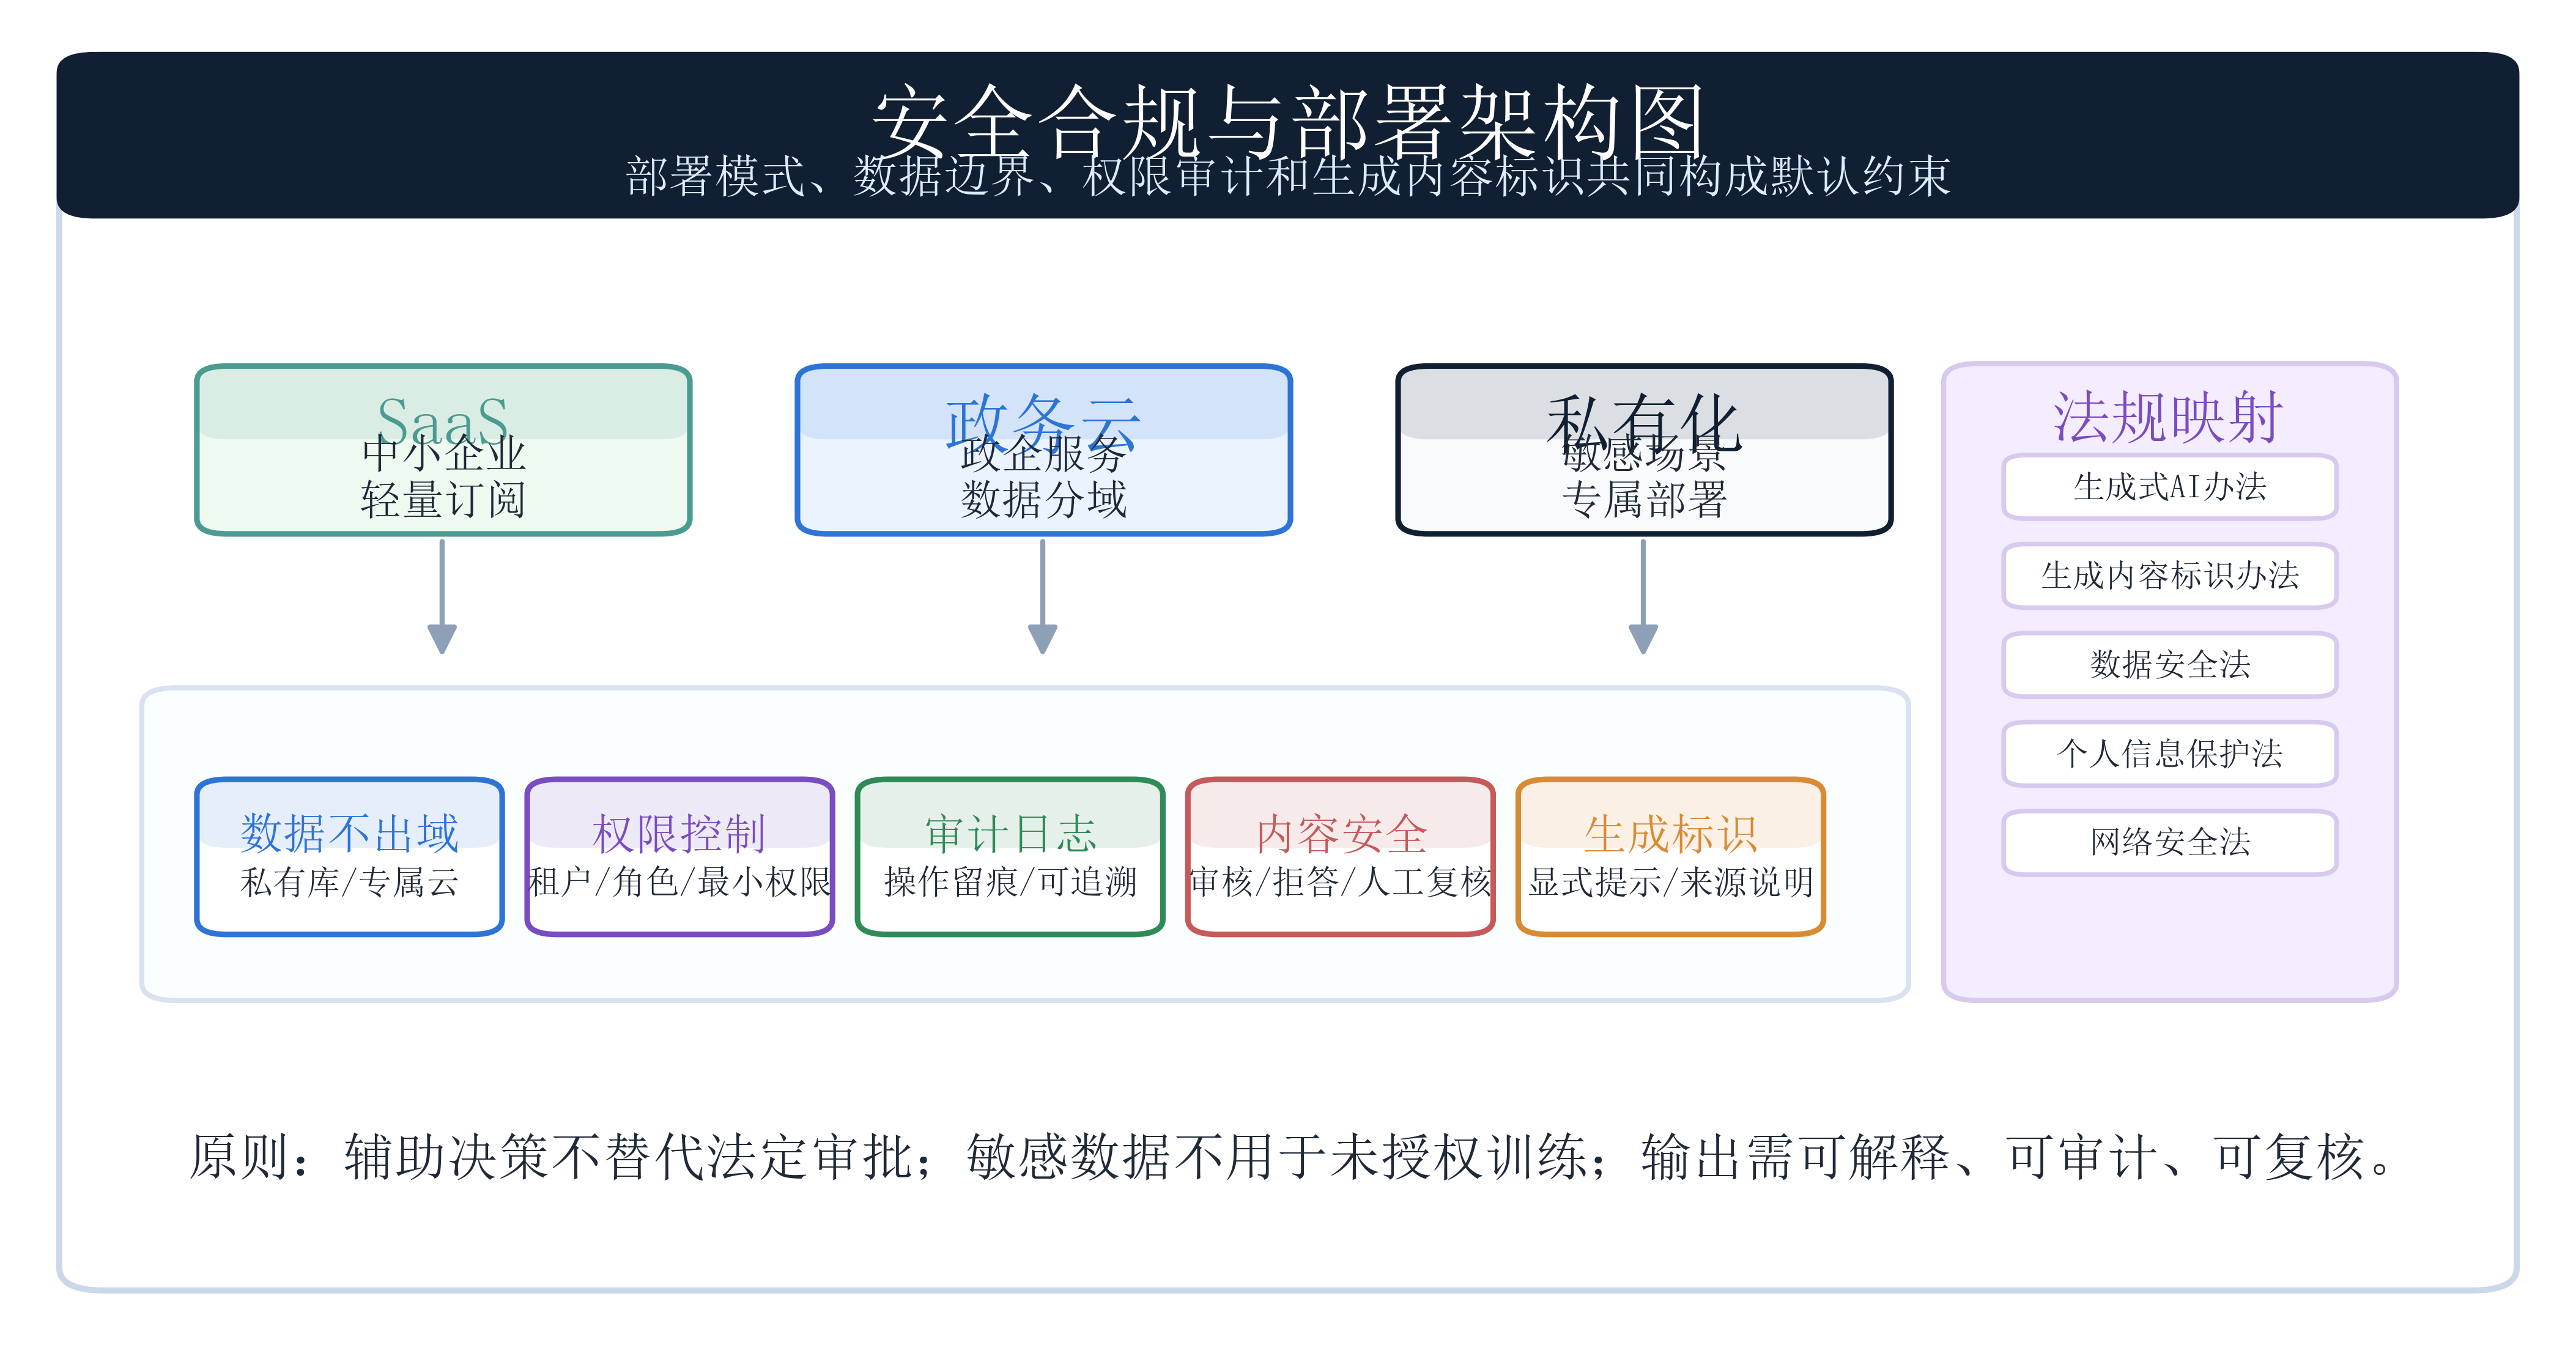 安全合规与部署架构图
部署模式、数据边界、权限审计和生成内容标识共同构成默认约束
SaaS
中小企业
轻量订阅
政务云
政企服务
数据分域
私有化
敏感场景
专属部署
法规映射
生成式AI办法
生成内容标识办法
数据安全法
个人信息保护法
网络安全法
数据不出域
私有库/专属云
权限控制
租户/角色/最小权限
审计日志
操作留痕/可追溯
内容安全
审核/拒答/人工复核
生成标识
显式提示/来源说明
原则：辅助决策不替代法定审批；敏感数据不用于未授权训练；输出需可解释、可审计、可复核。